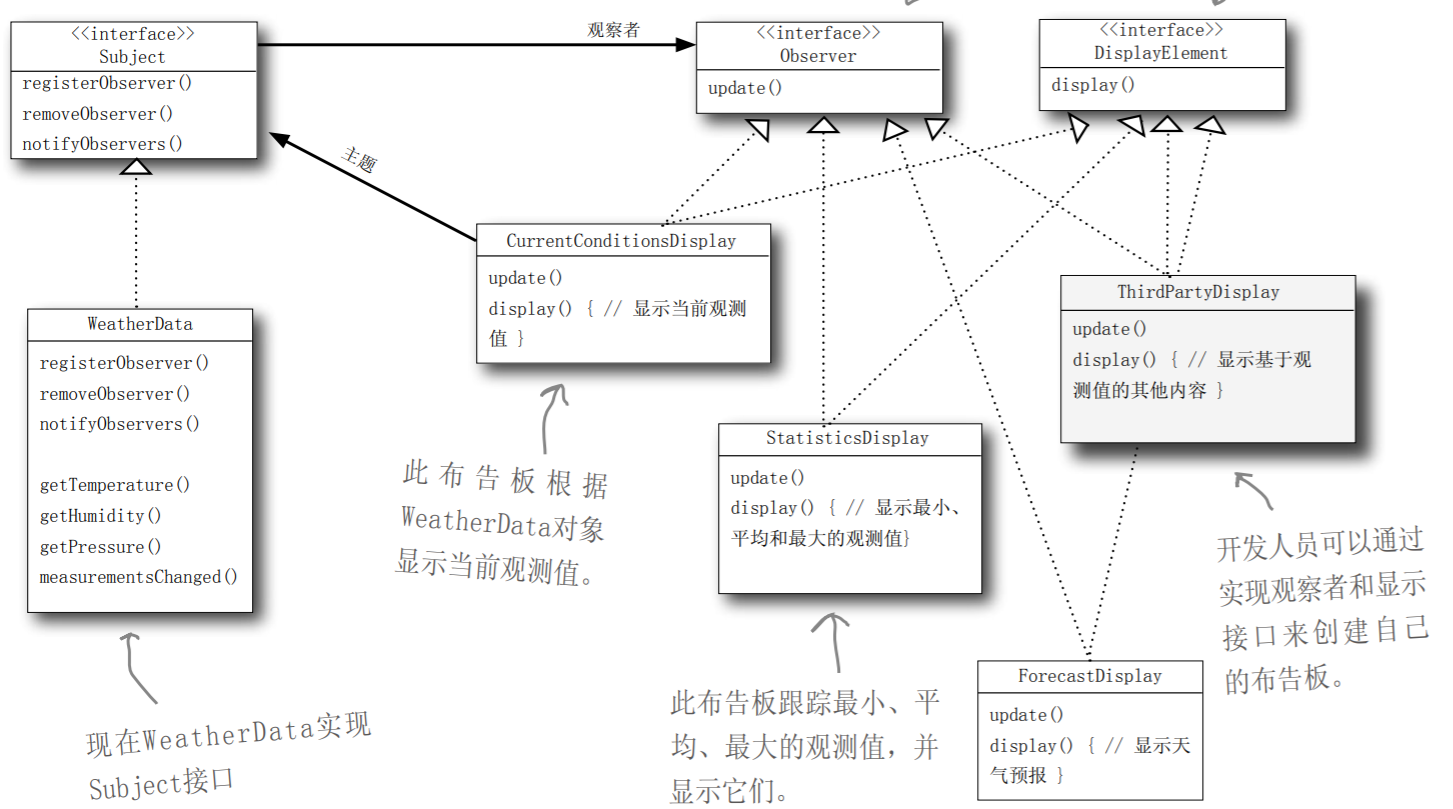 <<interface>>
Subject
registerObserver()
removeObserver()
notifyObservers()
观察者
<<interface>>
Observer
update()
<<interface>>
DisplayElement
display()
主题
CurrentConditionsDisplay
update()
display() { // 显示当前观测
值 }
WeatherData
registerObserver()
removeObserver()
notifyObservers()
getTemperature()
getHumidity()
getPressure()
measurementsChanged()
ThirdPartyDisplay
update()
display() { // 显示基于观
测值的其他内容 }
StatisticsDisplay
update()
display() { // 显示最小、
平均和最大的观测值}
此布告板根据
WeatherData对象
显示当前观测值。
开发人员可以通过
实现观察者和显示
接口来创建自己
的布告板。
ForecastDisplay
update()
display() { // 显示天
气预报 }
现在WeatherData实现
Subject接口
此布告板跟踪最小、平
均、最大的观测值，并
显示它们。